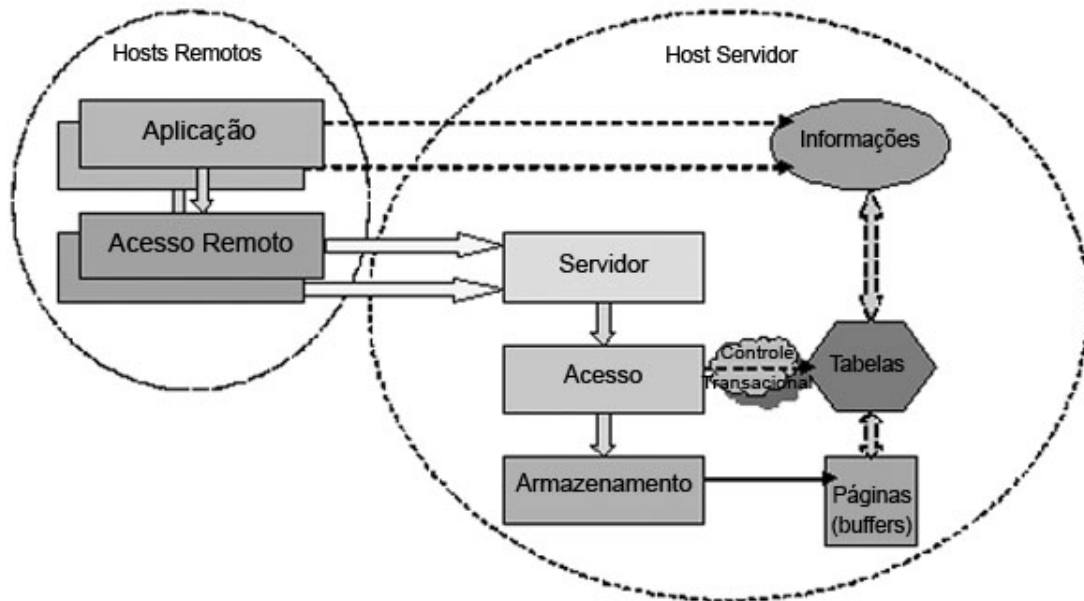 Hosts Remotos
Host Servidor
Aplicação
Informações
Acesso Remoto
Servidor
Acesso
Controle
Transacional
Tabelas
Armazenamento
Páginas
(buffers)